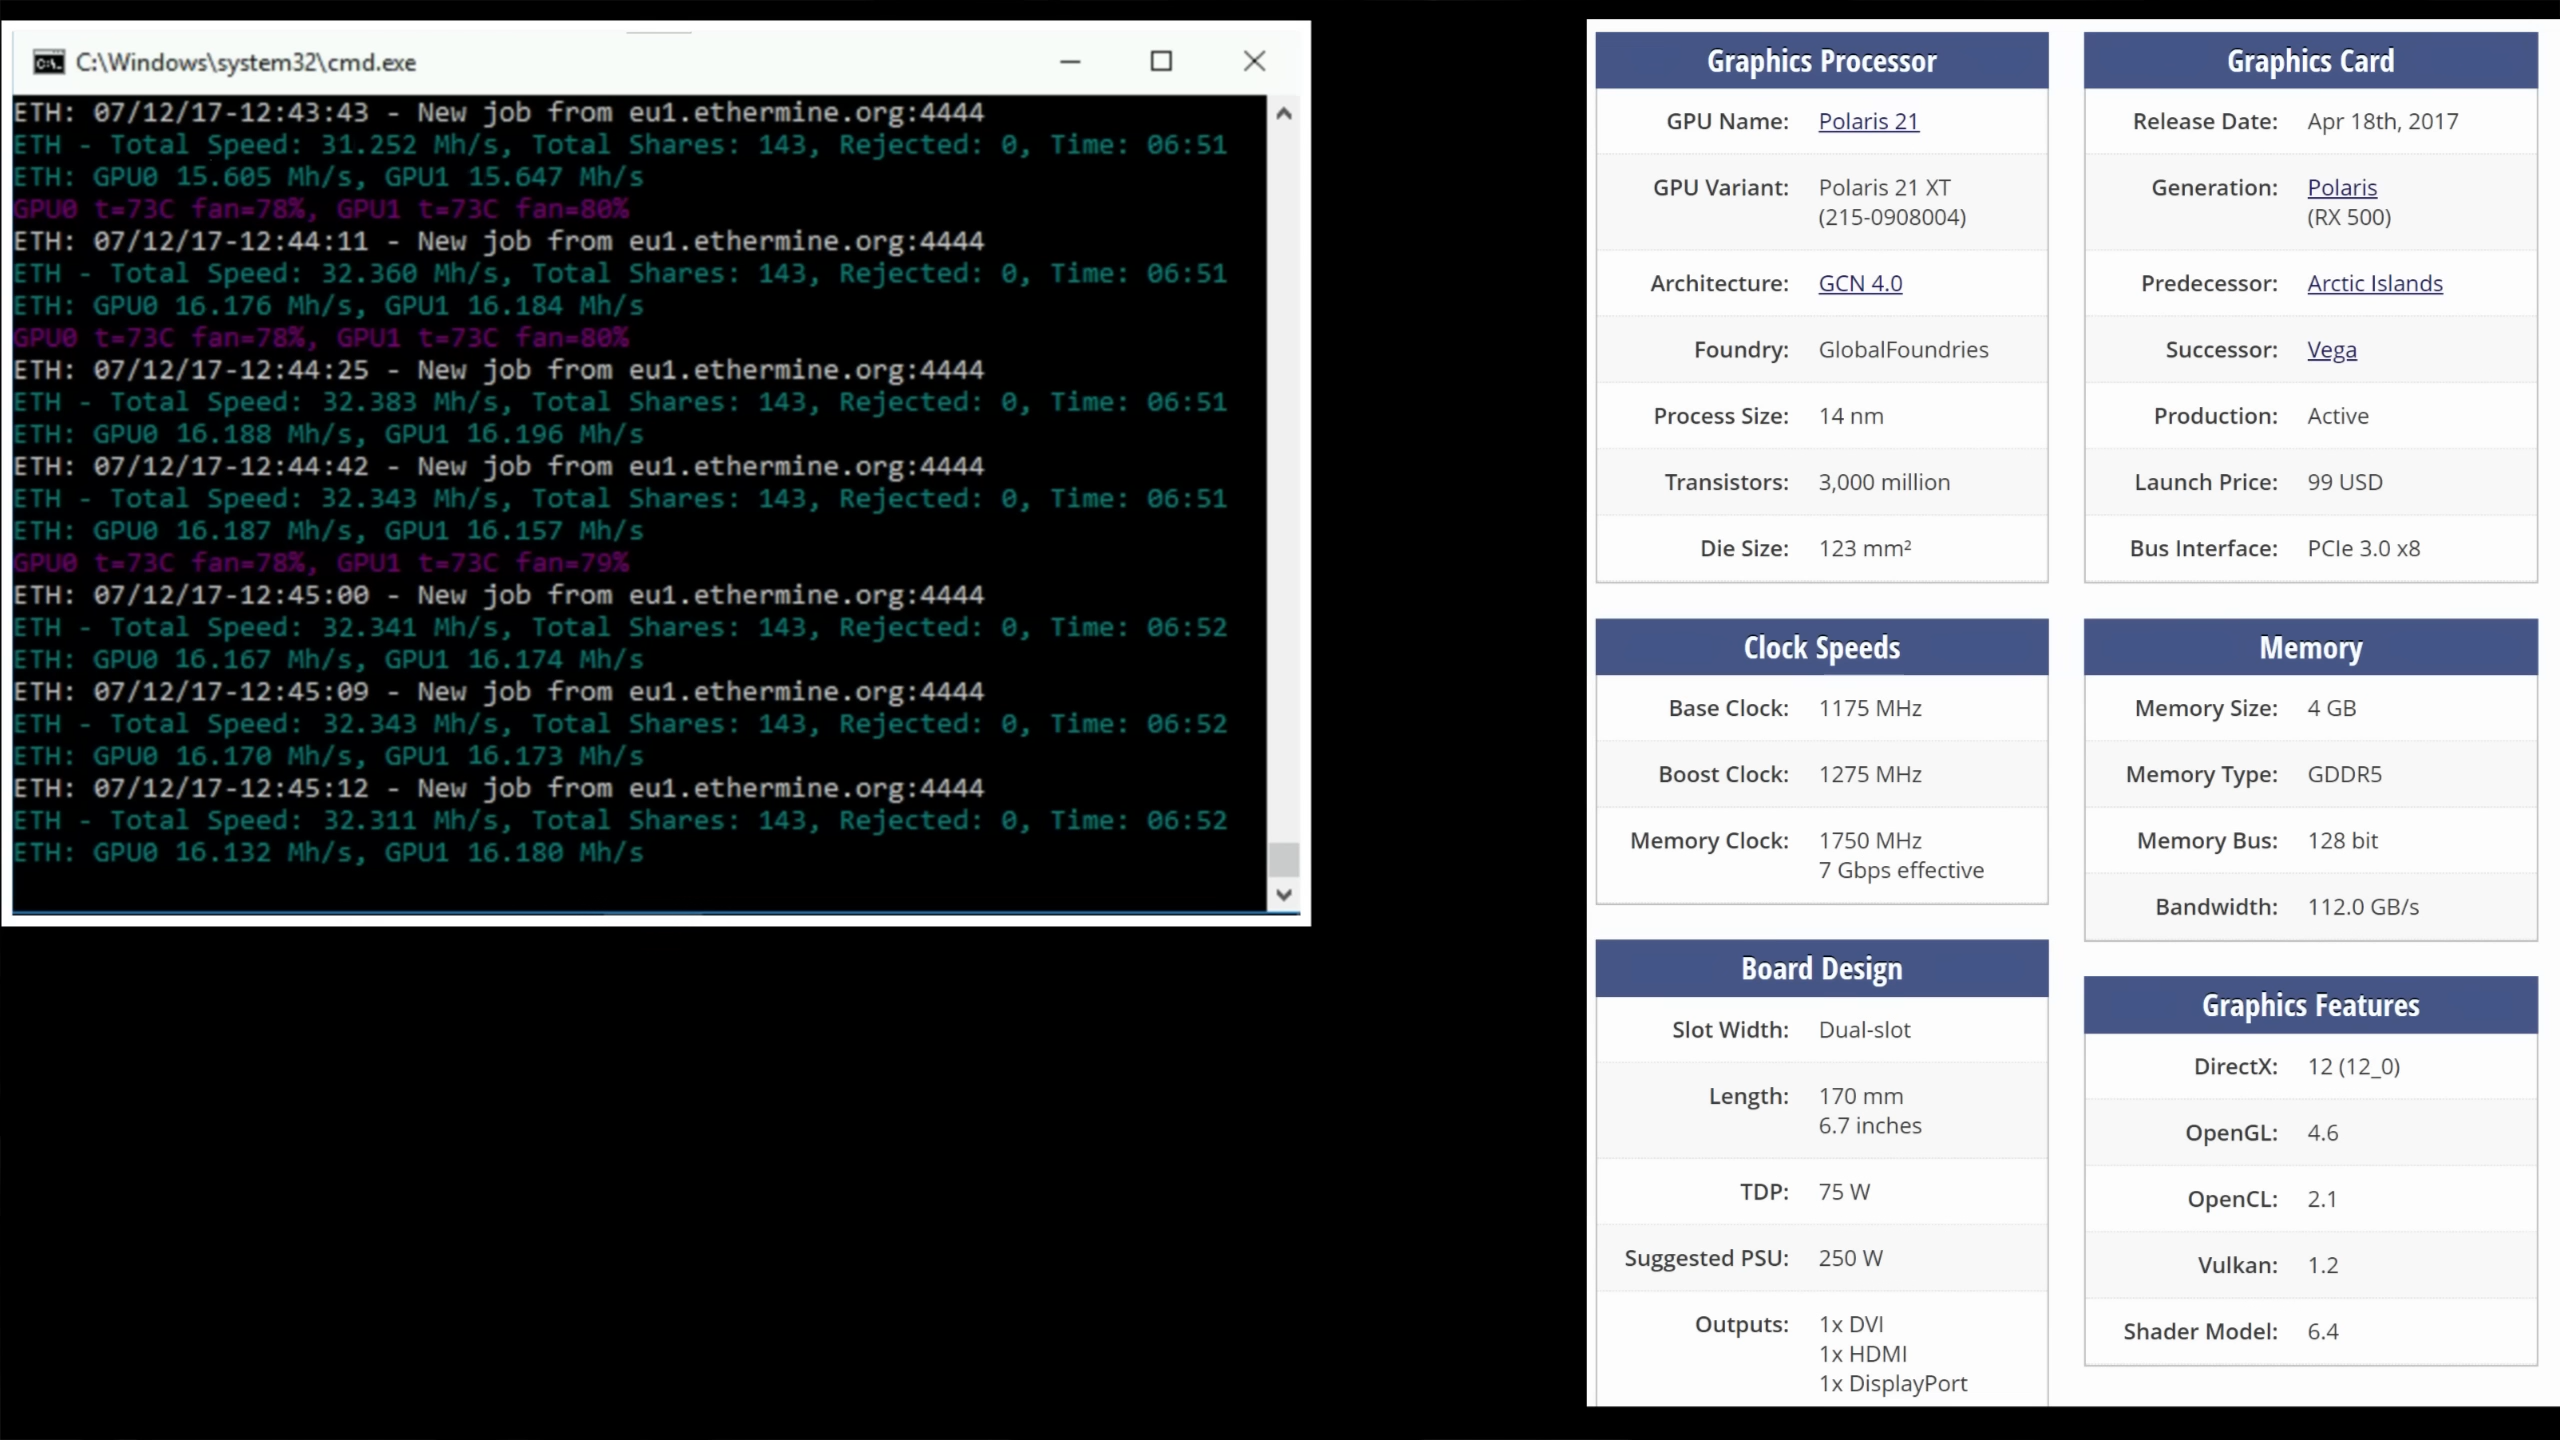 C:\Windows\system32\cmd.exe
ETH: 07/12/17-12:43:43 - New job from eu1.ethermine.org:4444
ETH - Total Speed: 31.252 Mh/s, Total Shares: 143, Rejected: 0, Time: 06:51
ETH: GPU0 15.605 Mh/s, GPU1 15.647 Mh/s
GPU0 t=73C fan=78%, GPU1 t=73C fan=80%
ETH: 07/12/17-12:44:11 - New job from eu1.ethermine.org:4444
ETH - Total Speed: 32.360 Mh/s, Total Shares: 143, Rejected: 0, Time: 06:51
ETH: GPU0 16.176 Mh/s, GPU1 16.184 Mh/s
GPU0 t=73C fan=78%, GPU1 t=73C fan=80%
ETH: 07/12/17-12:44:25 - New job from eu1.ethermine.org:4444
ETH - Total Speed: 32.383 Mh/s, Total Shares: 143, Rejected: 0, Time: 06:51
ETH: GPU0 16.188 Mh/s, GPU1 16.196 Mh/s
ETH: 07/12/17-12:44:42 - New job from eu1.ethermine.org:4444
ETH - Total Speed: 32.343 Mh/s, Total Shares: 143, Rejected: 0, Time: 06:51
ETH: GPU0 16.187 Mh/s, GPU1 16.157 Mh/s
GPU0 t=73C fan=78%, GPU1 t=73C fan=79%
ETH: 07/12/17-12:45:00 - New job from eu1.ethermine.org:4444
ETH - Total Speed: 32.341 Mh/s, Total Shares: 143, Rejected: 0, Time: 06:52
ETH: GPU0 16.167 Mh/s, GPU1 16.174 Mh/s
ETH: 07/12/17-12:45:09 - New job from eu1.ethermine.org:4444
ETH - Total Speed: 32.343 Mh/s, Total Shares: 143, Rejected: 0, Time: 06:52
ETH: GPU0 16.170 Mh/s, GPU1 16.173 Mh/s
ETH: 07/12/17-12:45:12 - New job from eu1.ethermine.org:4444
ETH - Total Speed: 32.311 Mh/s, Total Shares: 143, Rejected: 0, Time: 06:52
ETH: GPU0 16.132 Mh/s, GPU1 16.180 Mh/s
Graphics Processor
GPU Name: Polaris 21
GPU Variant: Polaris 21 XT
(215-0908004)
Architecture: GCN 4.0
Foundry: GlobalFoundries
Process Size: 14 nm
Transistors: 3,000 million
Die Size: 123 mm²
Graphics Card
Release Date: Apr 18th, 2017
Generation: Polaris
(RX 500)
Predecessor: Arctic Islands
Successor: Vega
Production: Active
Launch Price: 99 USD
Bus Interface: PCIe 3.0 x8
Clock Speeds
Base Clock: 1175 MHz
Boost Clock: 1275 MHz
Memory Clock: 1750 MHz
7 Gbps effective
Memory
Memory Size: 4 GB
Memory Type: GDDR5
Memory Bus: 128 bit
Bandwidth: 112.0 GB/s
Board Design
Slot Width: Dual-slot
Length: 170 mm
6.7 inches
TDP: 75 W
Suggested PSU: 250 W
Outputs: 1x DVI
1x HDMI
1x DisplayPort
Graphics Features
DirectX: 12 (12_0)
OpenGL: 4.6
OpenCL: 2.1
Vulkan: 1.2
Shader Model: 6.4